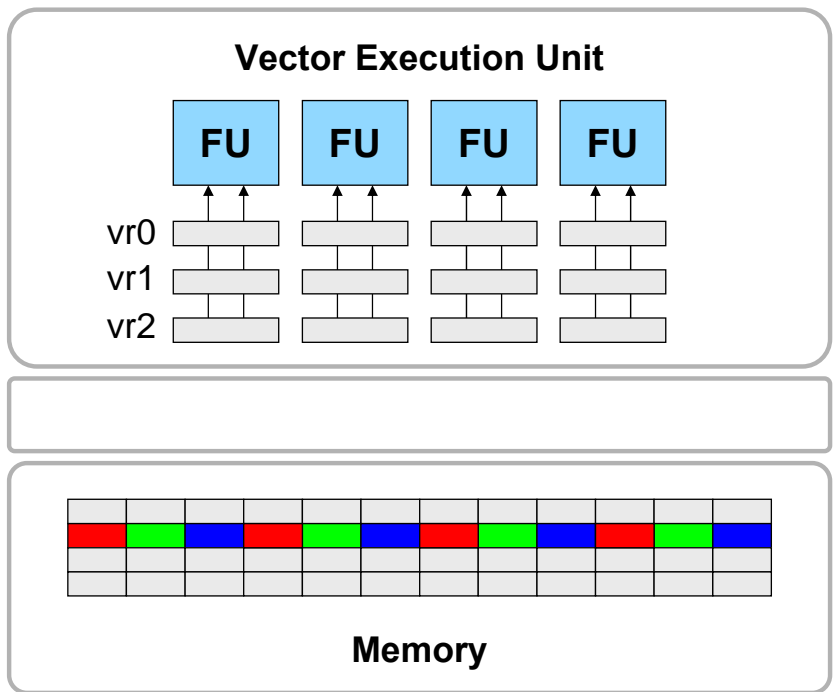 Vector Execution Unit
FU FU FU FU
vr0
vr1
vr2
Memory